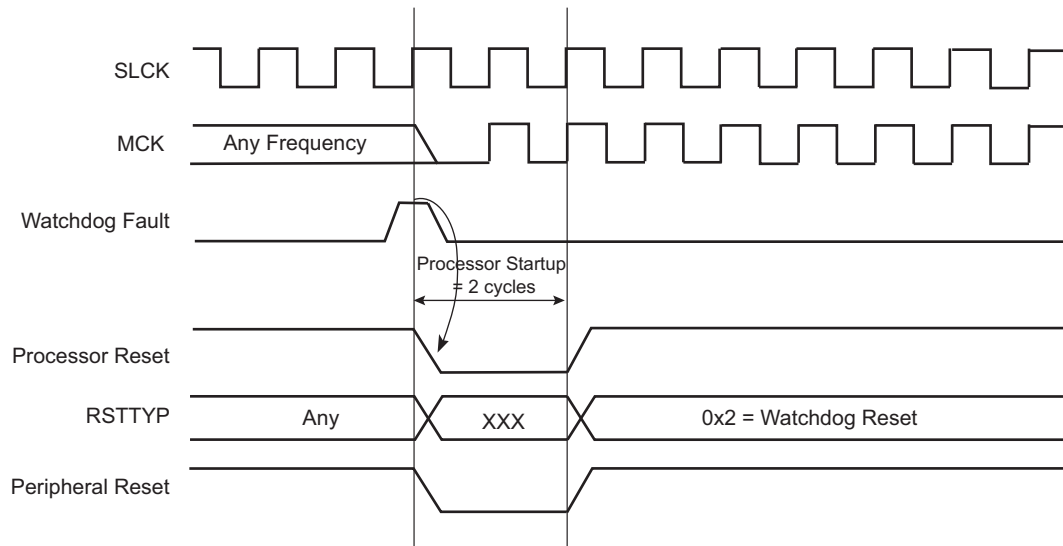 SLCK
MCK
Any Frequency
Watchdog Fault
Processor Startup
= 2 cycles
Processor Reset
RSTTYP
Any
XXX
0x2 = Watchdog Reset
Peripheral Reset